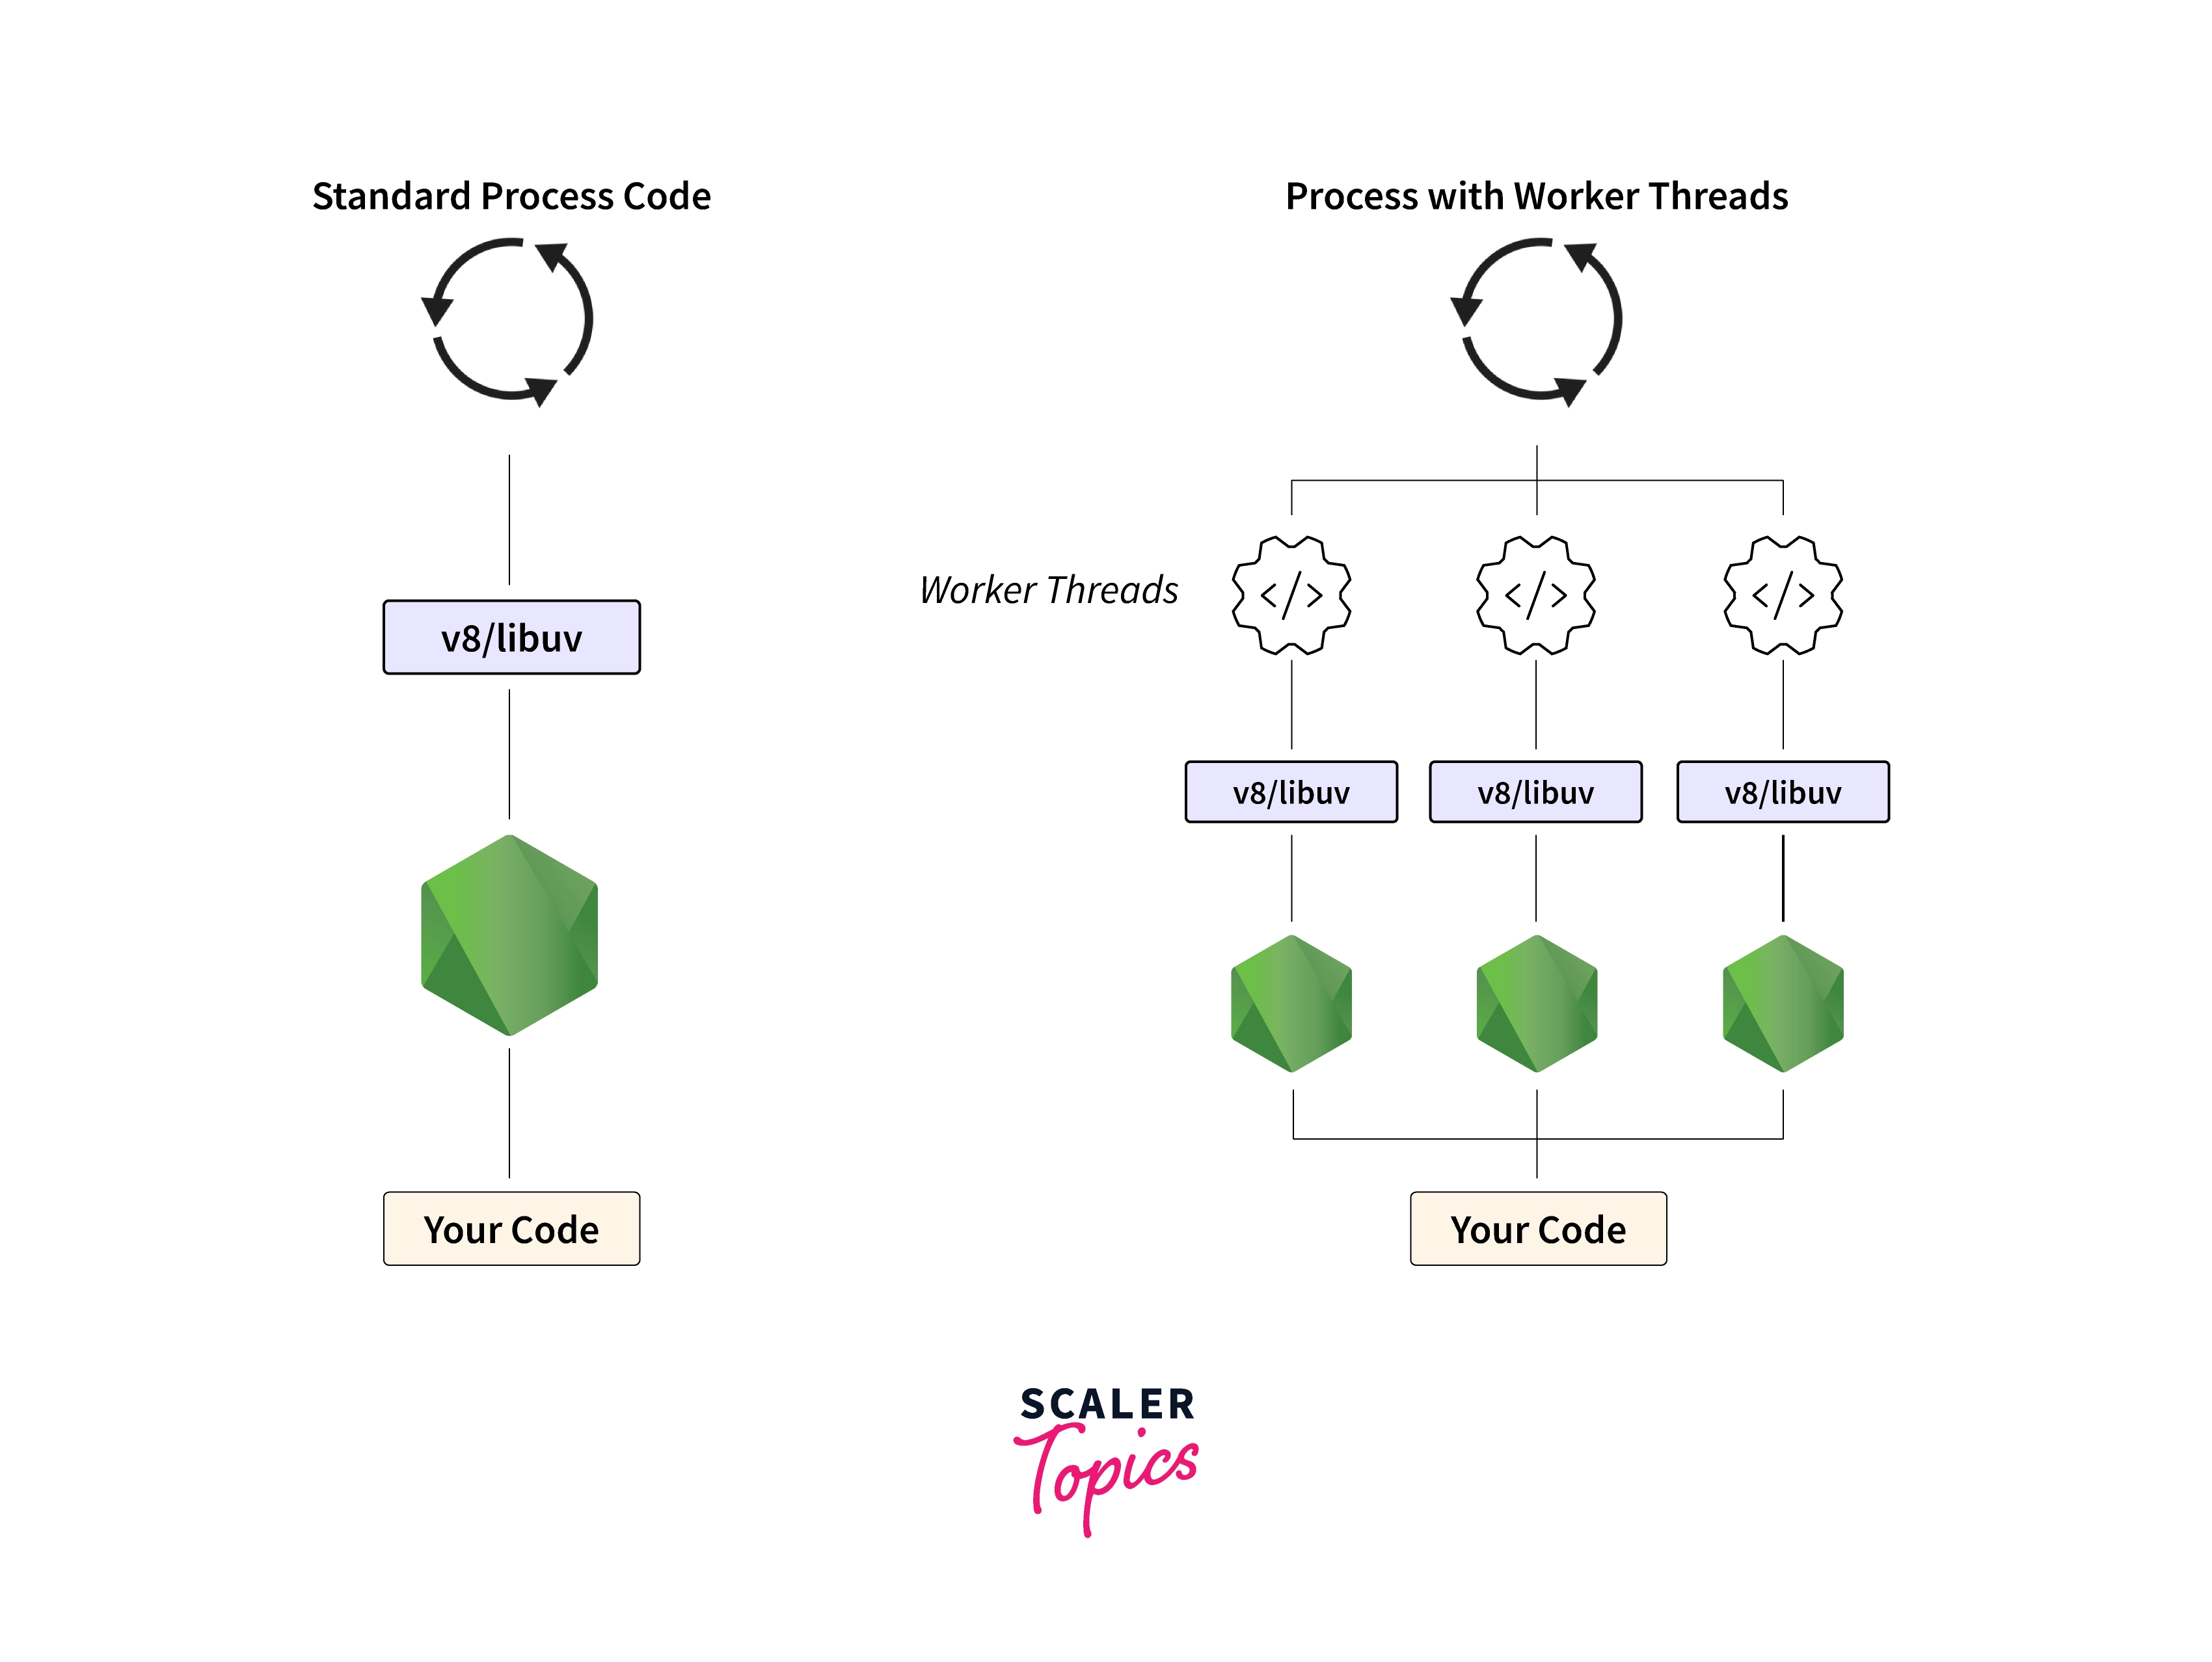 Standard Process Code
Process with Worker Threads
Worker Threads
</>
</>
</>
v8/libuv
v8/libuv
v8/libuv
v8/libuv
Your Code
Your Code
SCALER
Topics